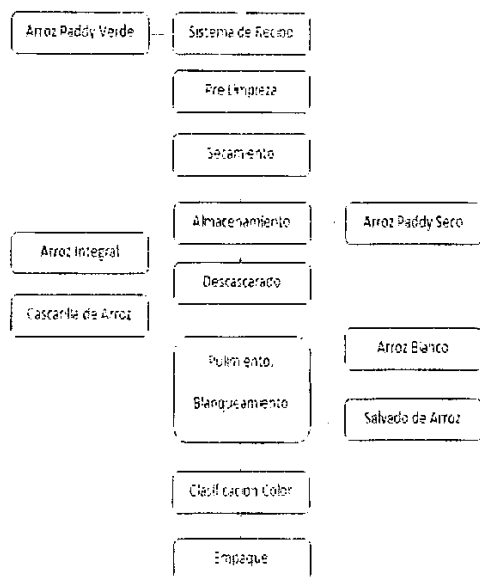 Arroz Paddy Verde
Sistema de Recibo
Pre Limpieza
Secamiento
Almacenamiento
Arroz Paddy Seco
Arroz Integral
Descascarado
Cascarilla de Arroz
Pulimiento,
Blanqueamiento
Arroz Blanco
Salvado de Arroz
Clasificacion Color
Empaque